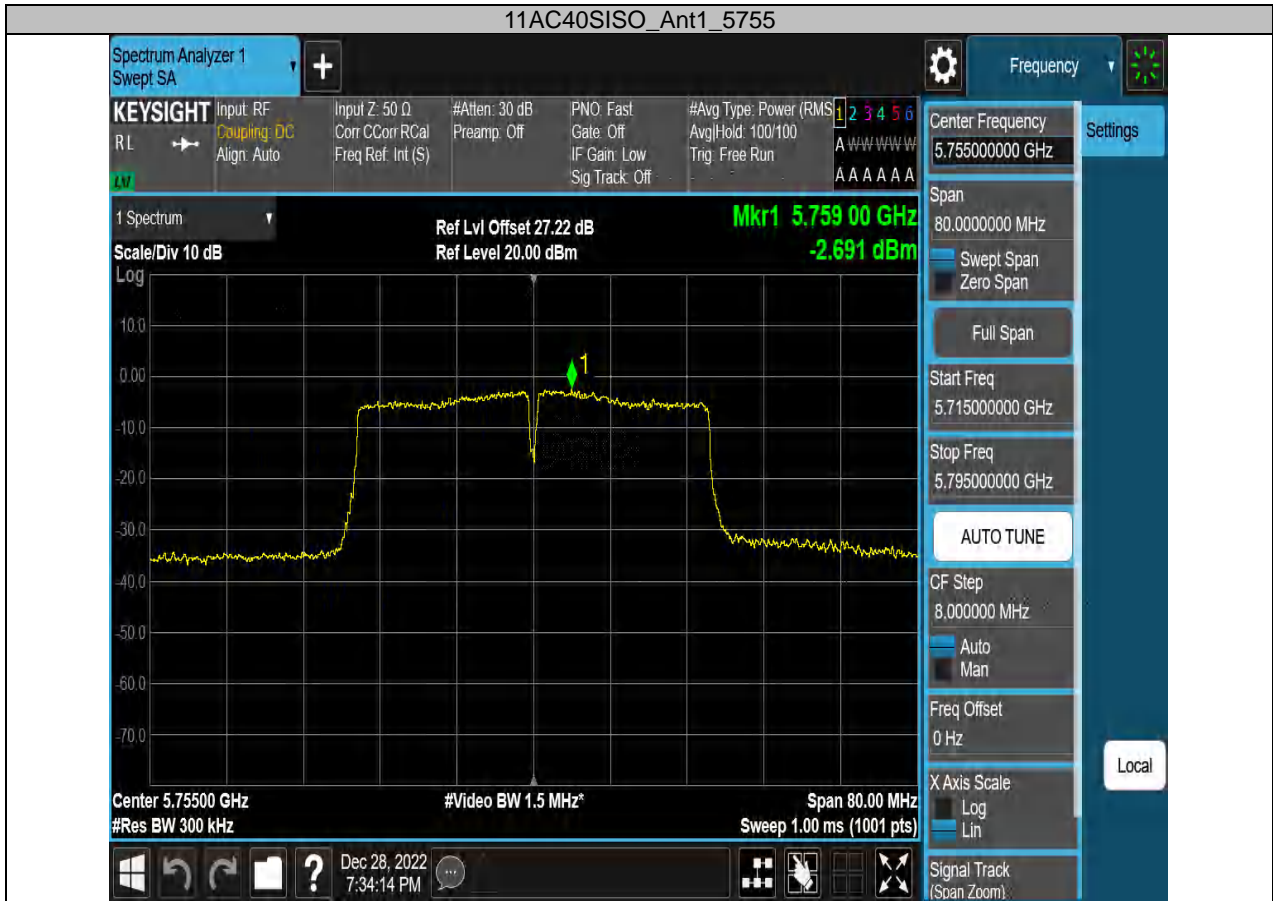 11AC40SISO_Ant1_5755
Spectrum Analyzer 1
Swept SA
Frequency
KEYSIGHT
RL
Input: RF
Coupling: DC
Align: Auto
Input Z: 50 Ω
Corr CCorr RCal
Freq Ref: Int (S)
#Atten: 30 dB
Preamp: Off
PNO: Fast
Gate: Off
IF Gain: Low
Sig Track: Off
#Avg Type: Power (RMS
Avg|Hold: 100/100
Trig: Free Run
1 2 3 4 5 6
A W W W W W
A A A A A A
1 Spectrum
Scale/Div 10 dB
Ref Lvl Offset 27.22 dB
Ref Level 20.00 dBm
Mkr1 5.759 00 GHz
-2.691 dBm
Log
10.0
0.00
-10.0
-20.0
-30.0
-40.0
-50.0
-60.0
-70.0
1
Center 5.75500 GHz
#Res BW 300 kHz
#Video BW 1.5 MHz*
Span 80.00 MHz
Sweep 1.00 ms (1001 pts)
Dec 28, 2022
7:34:14 PM
Center Frequency
5.755000000 GHz
Settings
Span
80.0000000 MHz
Swept Span
Zero Span
Full Span
Start Freq
5.715000000 GHz
Stop Freq
5.795000000 GHz
AUTO TUNE
CF Step
8.000000 MHz
Auto
Man
Freq Offset
0 Hz
X Axis Scale
Log
Lin
Local
Signal Track
(Span Zoom)